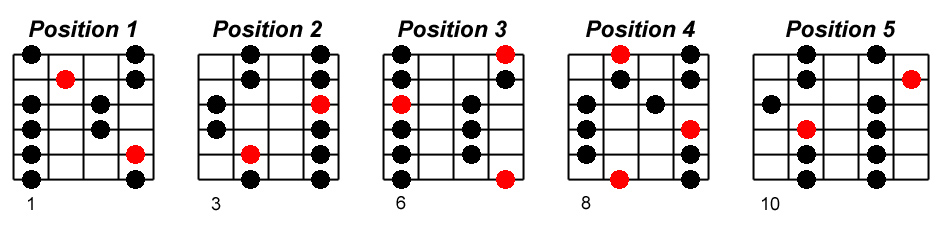 Position 1
Position 2
Position 3
Position 4
Position 5
1
3
6
8
10